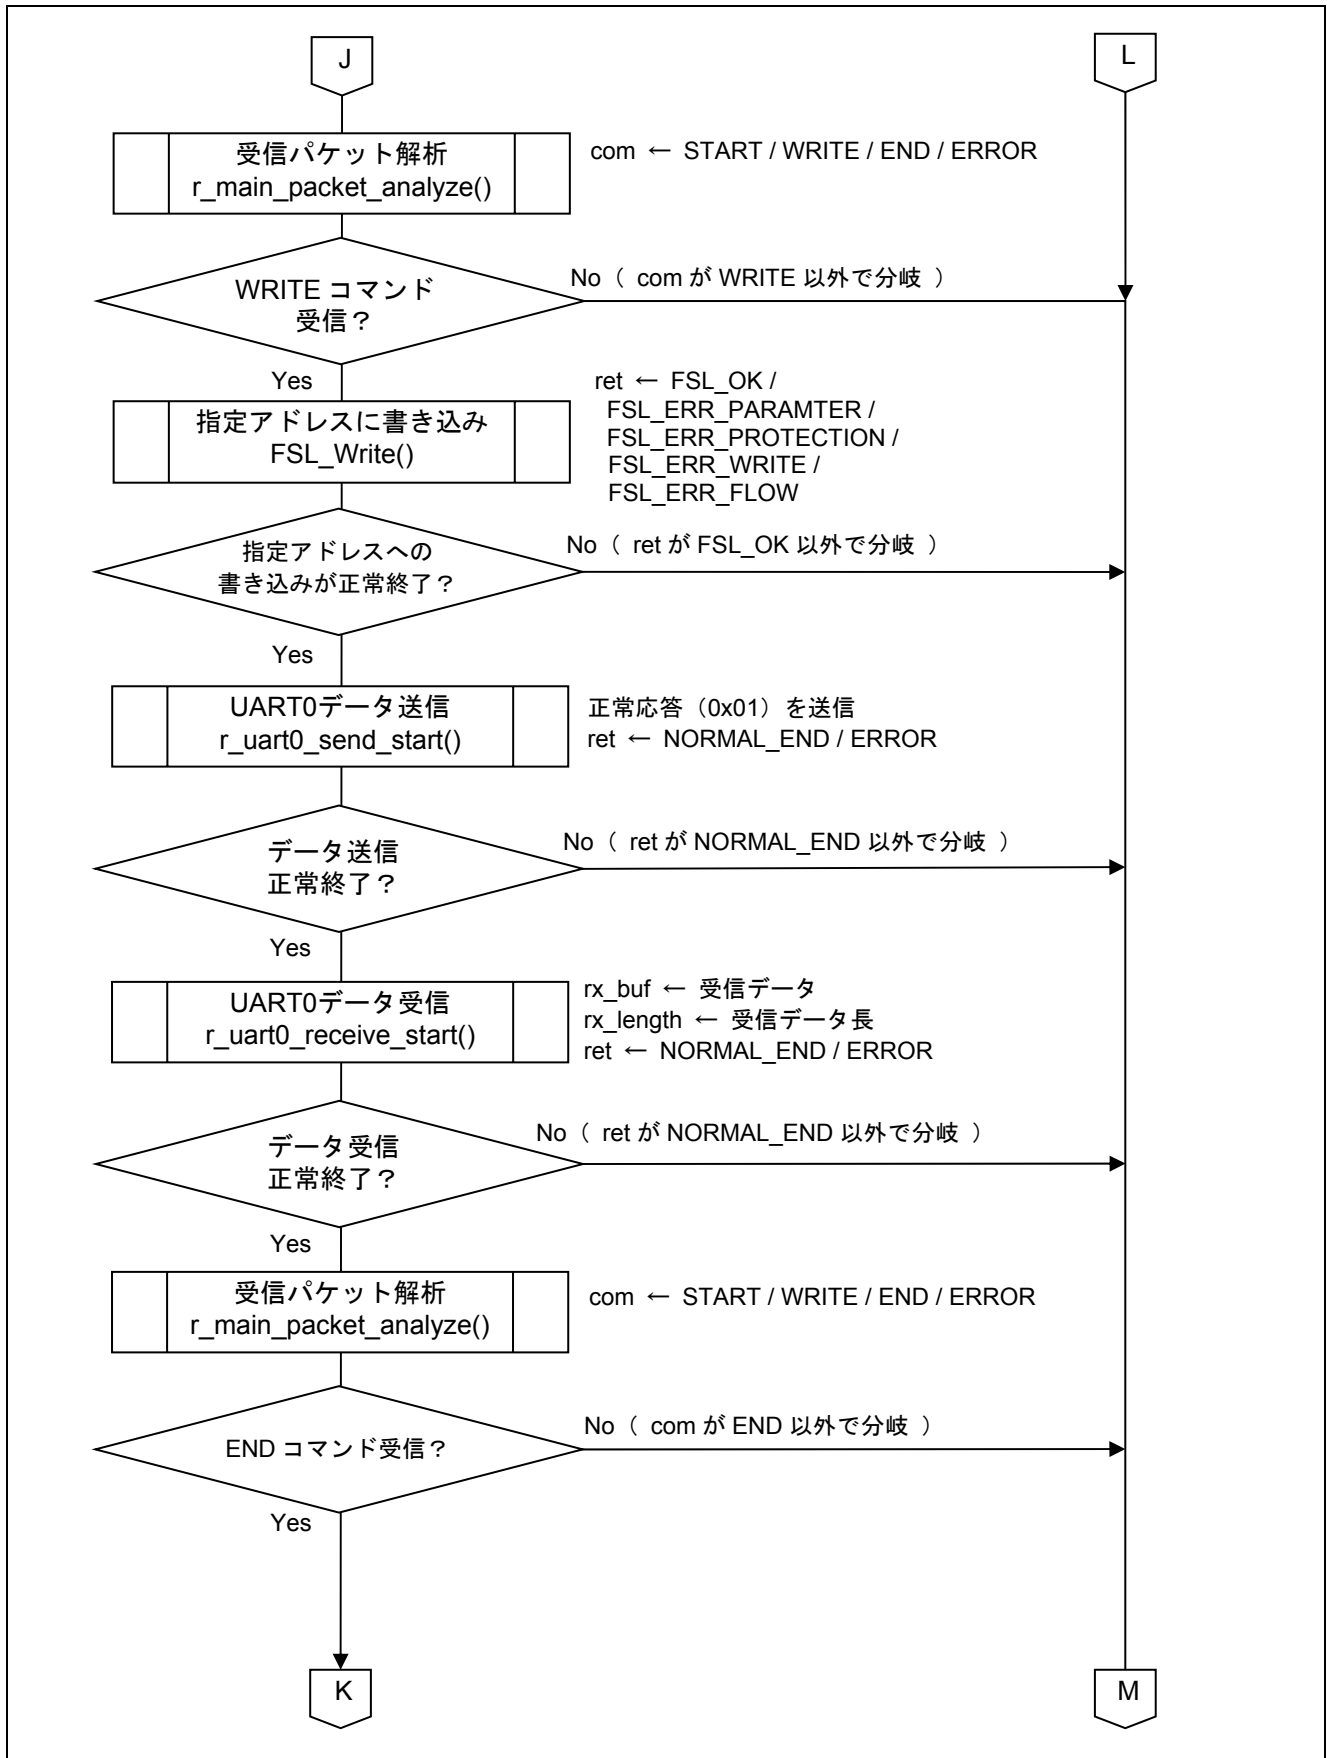 J
L
受信パケット解析
r_main_packet_analyze()
com ← START / WRITE / END / ERROR
WRITE コマンド
受信？
No（ com が WRITE 以外で分岐 ）
Yes
指定アドレスに書き込み
FSL_Write()
ret ← FSL_OK /
FSL_ERR_PARAMTER /
FSL_ERR_PROTECTION /
FSL_ERR_WRITE /
FSL_ERR_FLOW
指定アドレスへの
書き込みが正常終了？
No（ ret が FSL_OK 以外で分岐 ）
Yes
UART0データ送信
r_uart0_send_start()
正常応答（0x01）を送信
ret ← NORMAL_END / ERROR
データ送信
正常終了？
No（ ret が NORMAL_END 以外で分岐 ）
Yes
UART0データ受信
r_uart0_receive_start()
rx_buf ← 受信データ
rx_length ← 受信データ長
ret ← NORMAL_END / ERROR
データ受信
正常終了？
No（ ret が NORMAL_END 以外で分岐 ）
Yes
受信パケット解析
r_main_packet_analyze()
com ← START / WRITE / END / ERROR
END コマンド受信？
No（ com が END 以外で分岐 ）
Yes
K
M